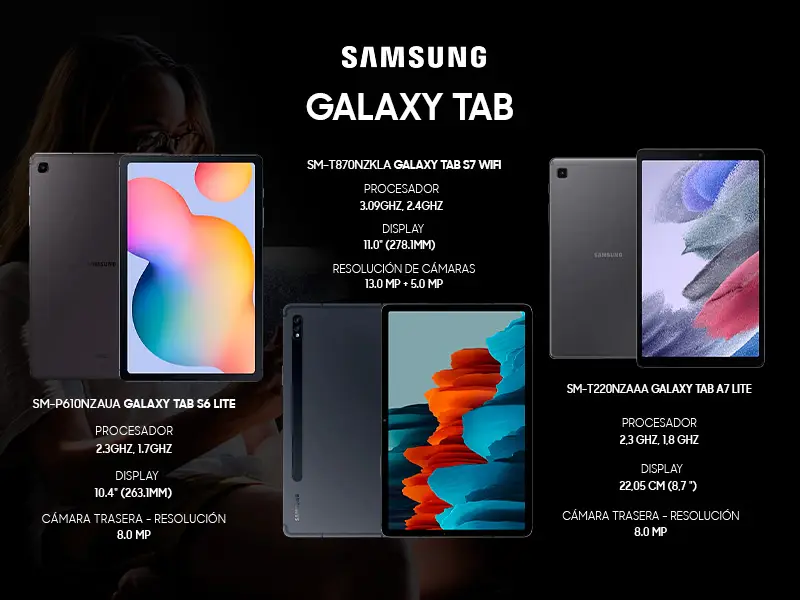 SAMSUNG
GALAXY TAB
SM-T870NZKLA GALAXY TAB S7 WIFI
PROCESADOR
3.09GHZ, 2.4GHZ
DISPLAY
11.0" (278.1MM)
RESOLUCIÓN DE CÁMARAS
13.0 MP + 5.0 MP
SAMSUNG
SM-P610NZAUA GALAXY TAB S6 LITE
PROCESADOR
2.3GHZ, 1.7GHZ
DISPLAY
10.4" (263.1MM)
CÁMARA TRASERA - RESOLUCIÓN
8.0 MP
SAMSUNG
SAMSUNG
SM-T220NZAAA GALAXY TAB A7 LITE
PROCESADOR
2,3 GHZ, 1,8 GHZ
DISPLAY
22,05 CM (8,7 ")
CÁMARA TRASERA - RESOLUCIÓN
8.0 MP